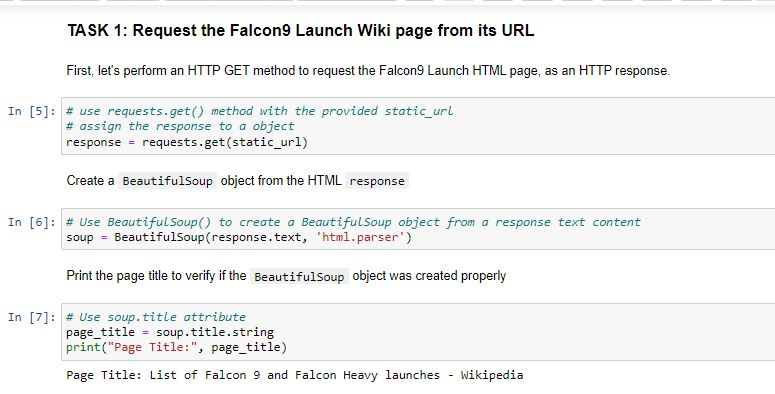 TASK 1: Request the Falcon9 Launch Wiki page from its URL
First, let's perform an HTTP GET method to request the Falcon9 Launch HTML page, as an HTTP response.
In [5]: # use requests.get() method with the provided static_url
# assign the response to a object
response = requests.get(static_url)
Create a BeautifulSoup object from the HTML response
In [6]: # Use BeautifulSoup() to create a BeautifulSoup object from a response text content
soup = BeautifulSoup(response.text, 'html.parser')
Print the page title to verify if the BeautifulSoup object was created properly
In [7]: # Use soup.title attribute
page_title = soup.title.string
print("Page Title:", page_title)
Page Title: List of Falcon 9 and Falcon Heavy launches - Wikipedia